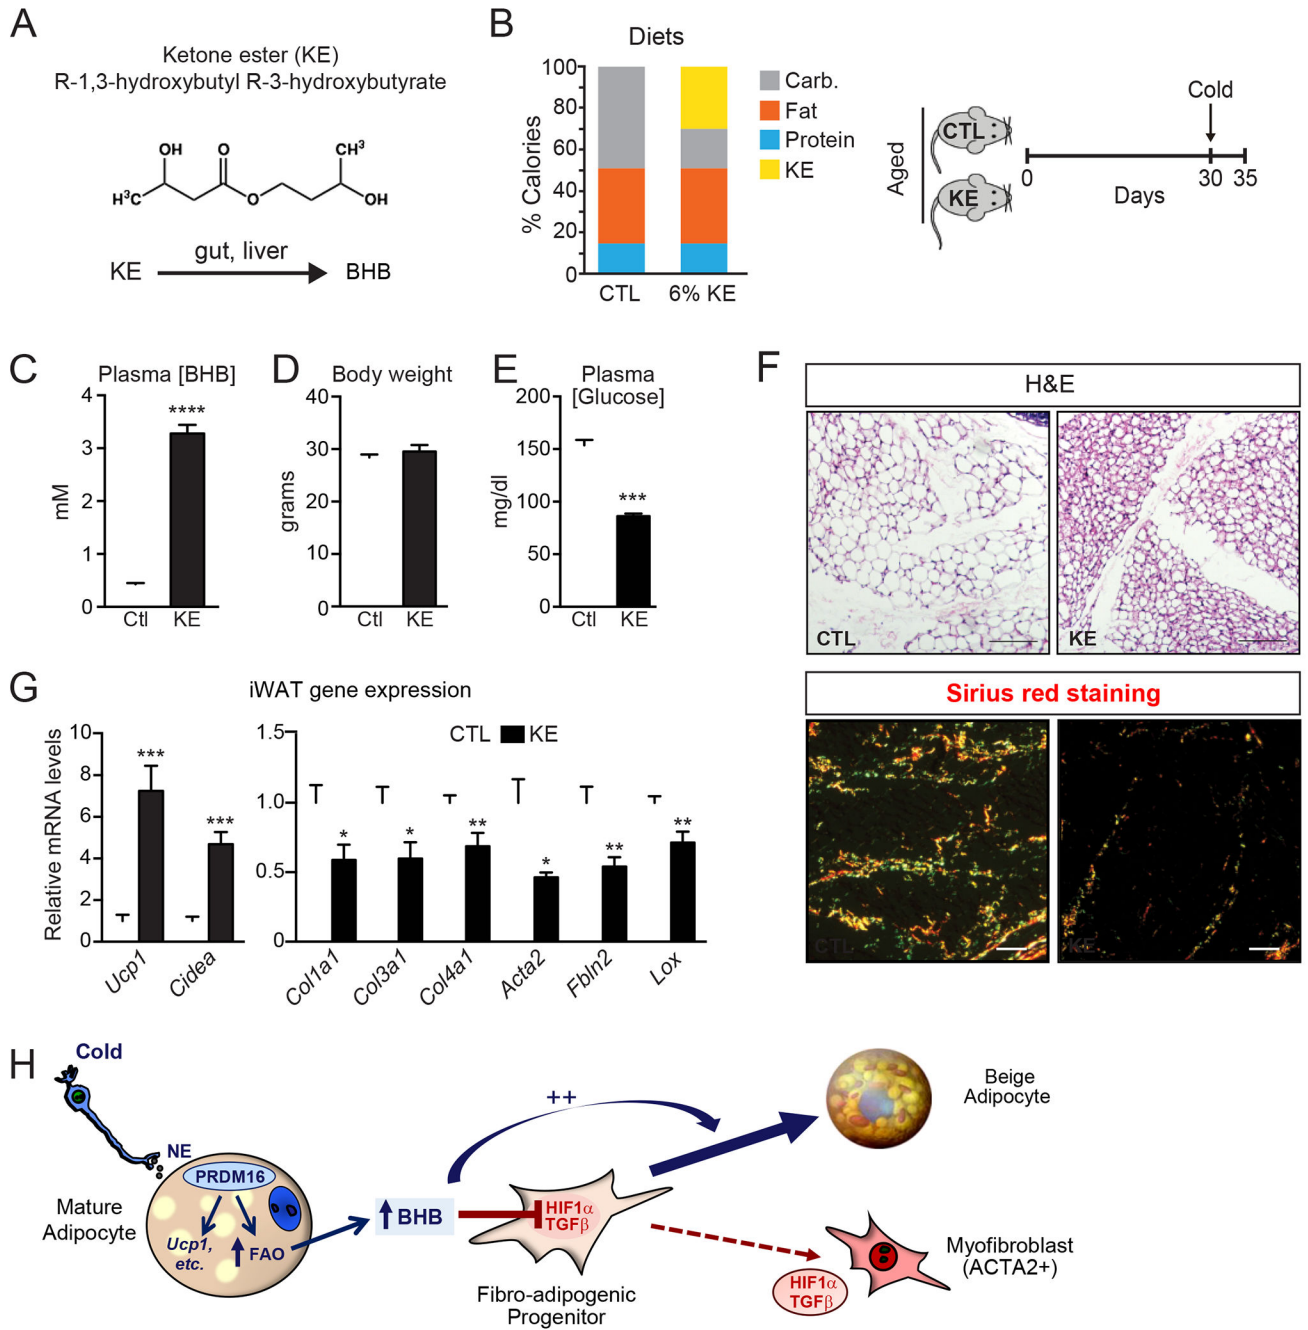 A
Ketone ester (KE)
R-1,3-hydroxybutyl R-3-hydroxybutyrate
OH
O
CH³
H³C
O
OH
gut, liver
KE
BHB
B
Diets
% Calories
100
80
60
40
20
0
CTL
6% KE
Carb.
Fat
Protein
KE
Aged
CTL
KE
Cold
0
30
35
Days
C
Plasma [BHB]
mM
4
3
2
1
0
****
Ctl
KE
D
Body weight
grams
40
30
20
10
0
Ctl
KE
E
Plasma
[Glucose]
mg/dl
200
150
100
50
0
***
Ctl
KE
F
H&E
CTL
KE
Sirius red staining
CTL
KE
G
iWAT gene expression
Relative mRNA levels
10
8
6
4
2
0
***
***
Ucp1
Cidea
1.5
1.0
0.5
0
CTL
KE
*
*
**
*
**
**
Col1a1
Col3a1
Col4a1
Acta2
Fbln2
Lox
H
Cold
NE
PRDM16
Mature
Adipocyte
Ucp1,
etc.
FAO
BHB
++
HIF1α
TGFβ
Fibro-adipogenic
Progenitor
Beige
Adipocyte
HIF1α
TGFβ
Myofibroblast
(ACTA2+)